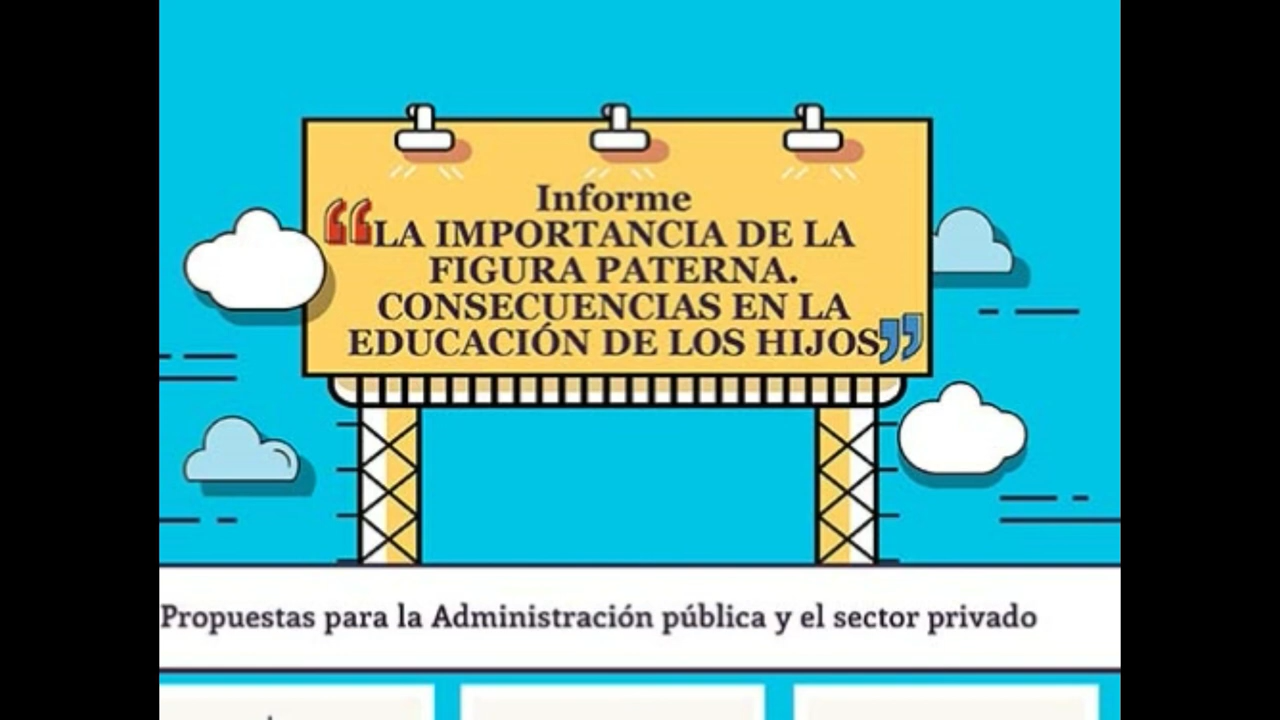 Informe
“LA IMPORTANCIA DE LA
FIGURA PATERNA.
CONSECUENCIAS EN LA
EDUCACIÓN DE LOS HIJOS”
Propuestas para la Administración pública y el sector privado